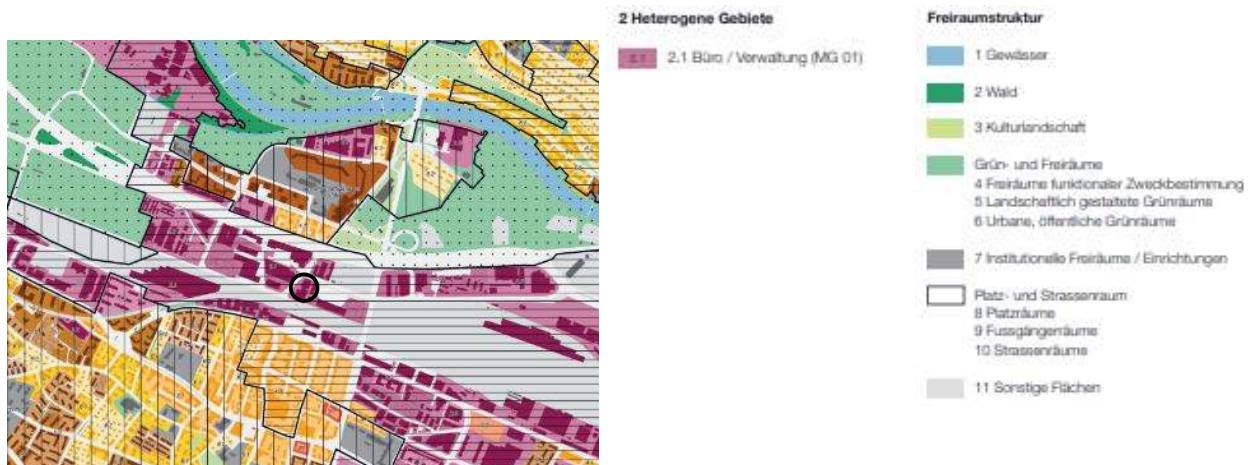 2 Heterogene Gebiete
2.1 2.1 Büro / Verwaltung (MG 01)
Freiraumstruktur
1 Gewässer
2 Wald
3 Kulturlandschaft
Grün- und Freiräume
4 Freiräume funktionaler Zweckbestimmung
5 Landschaftlich gestaltete Grünräume
6 Urbane, öffentliche Grünräume
7 Institutionelle Freiräume / Einrichtungen
Platz- und Strassenraum
8 Platzräume
9 Fussgängerräume
10 Strassenräume
11 Sonstige Flächen